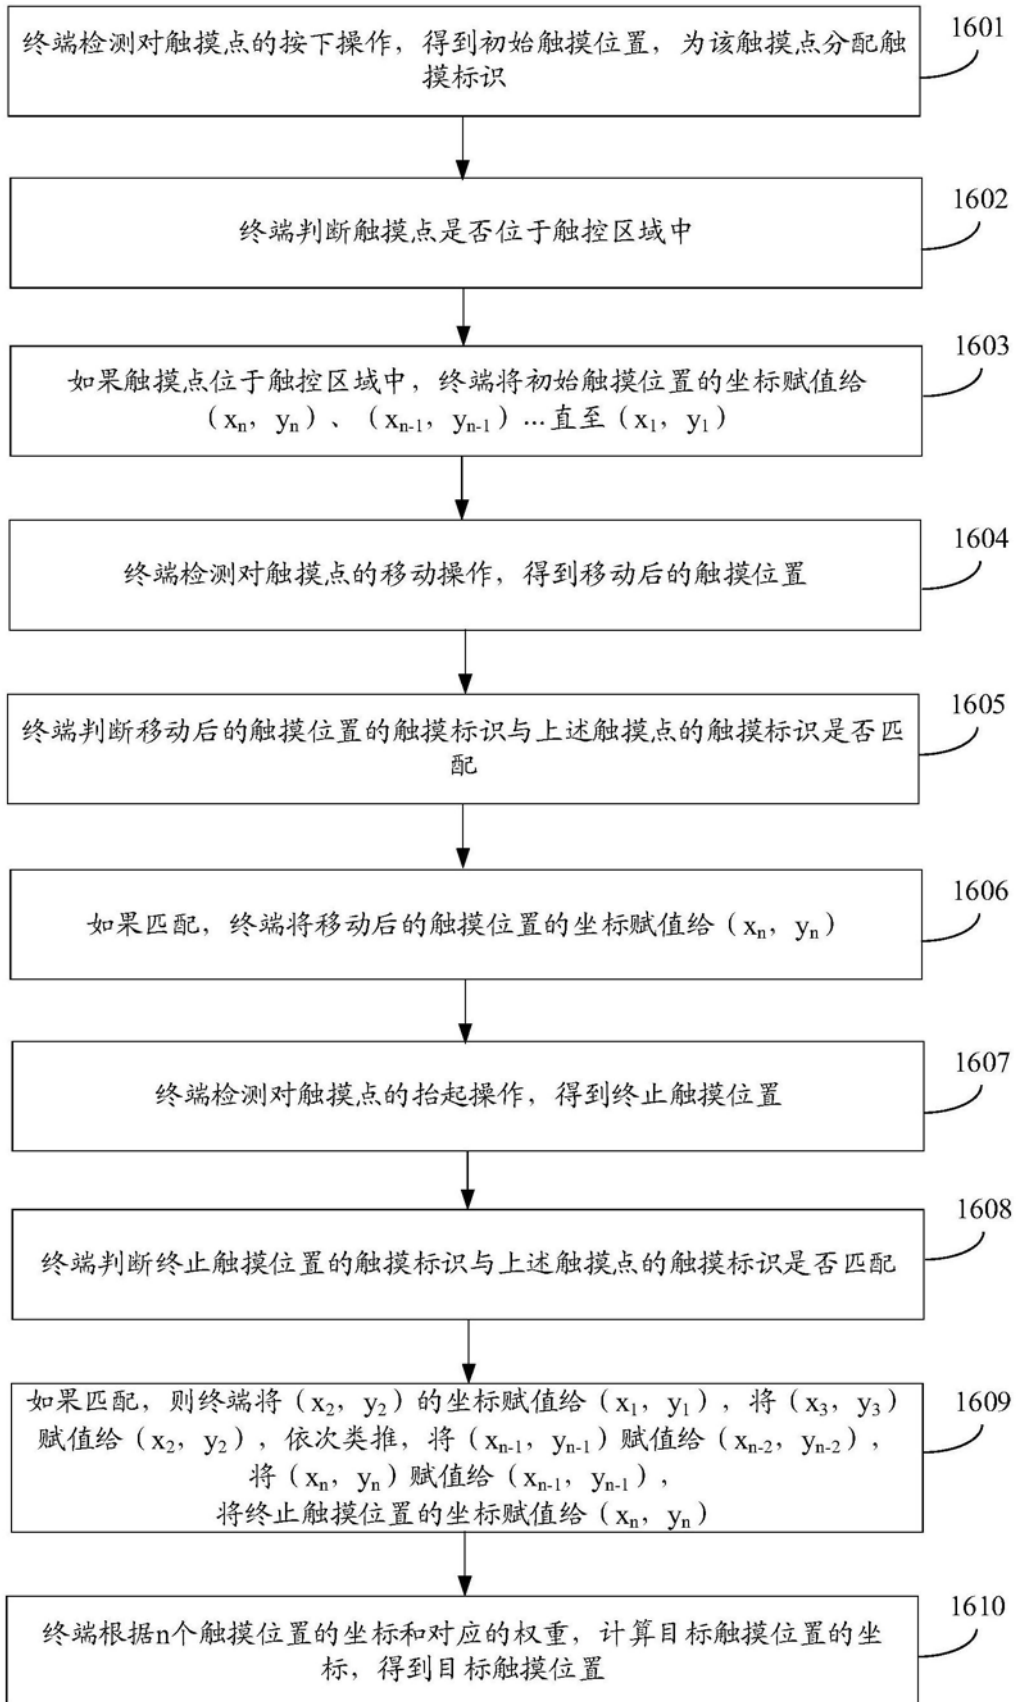 终端检测对触摸点的按下操作，得到初始触摸位置，为该触摸点分配触
摸标识
1601
终端判断触摸点是否位于触控区域中
1602
如果触摸点位于触控区域中，终端将初始触摸位置的坐标赋值给
（xₙ，yₙ）、（xₙ₋₁，yₙ₋₁）…直至（x₁，y₁）
1603
终端检测对触摸点的移动操作，得到移动后的触摸位置
1604
终端判断移动后的触摸位置的触摸标识与上述触摸点的触摸标识是否匹
配
1605
如果匹配，终端将移动后的触摸位置的坐标赋值给（xₙ，yₙ）
1606
终端检测对触摸点的抬起操作，得到终止触摸位置
1607
终端判断终止触摸位置的触摸标识与上述触摸点的触摸标识是否匹配
1608
如果匹配，则终端将（x₂，y₂）的坐标赋值给（x₁，y₁），将（x₃，y₃）
赋值给（x₂，y₂），依次类推，将（xₙ₋₁，yₙ₋₁）赋值给（xₙ₋₂，yₙ₋₂），
将（xₙ，yₙ）赋值给（xₙ₋₁，yₙ₋₁），
将终止触摸位置的坐标赋值给（xₙ，yₙ）
1609
终端根据n个触摸位置的坐标和对应的权重，计算目标触摸位置的坐
标，得到目标触摸位置
1610